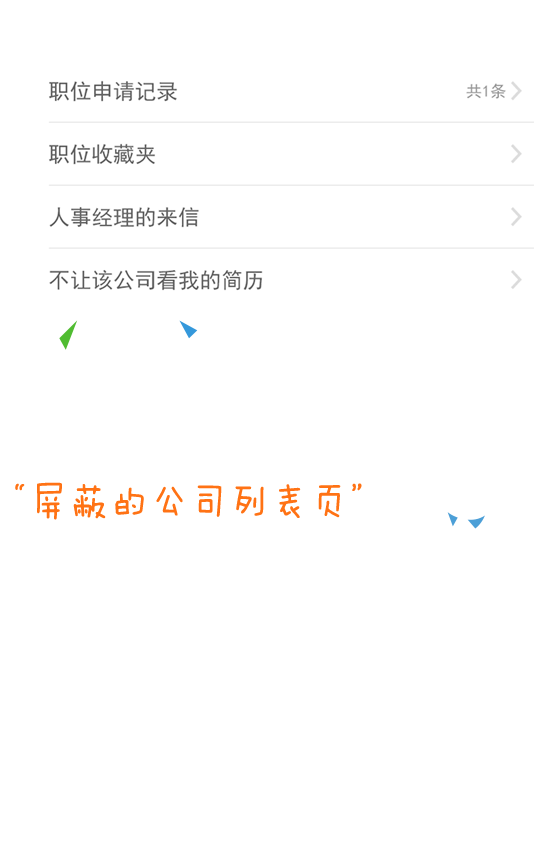 职位申请记录 共1条
职位收藏夹
人事经理的来信
不让该公司看我的简历
“屏蔽的公司列表页”